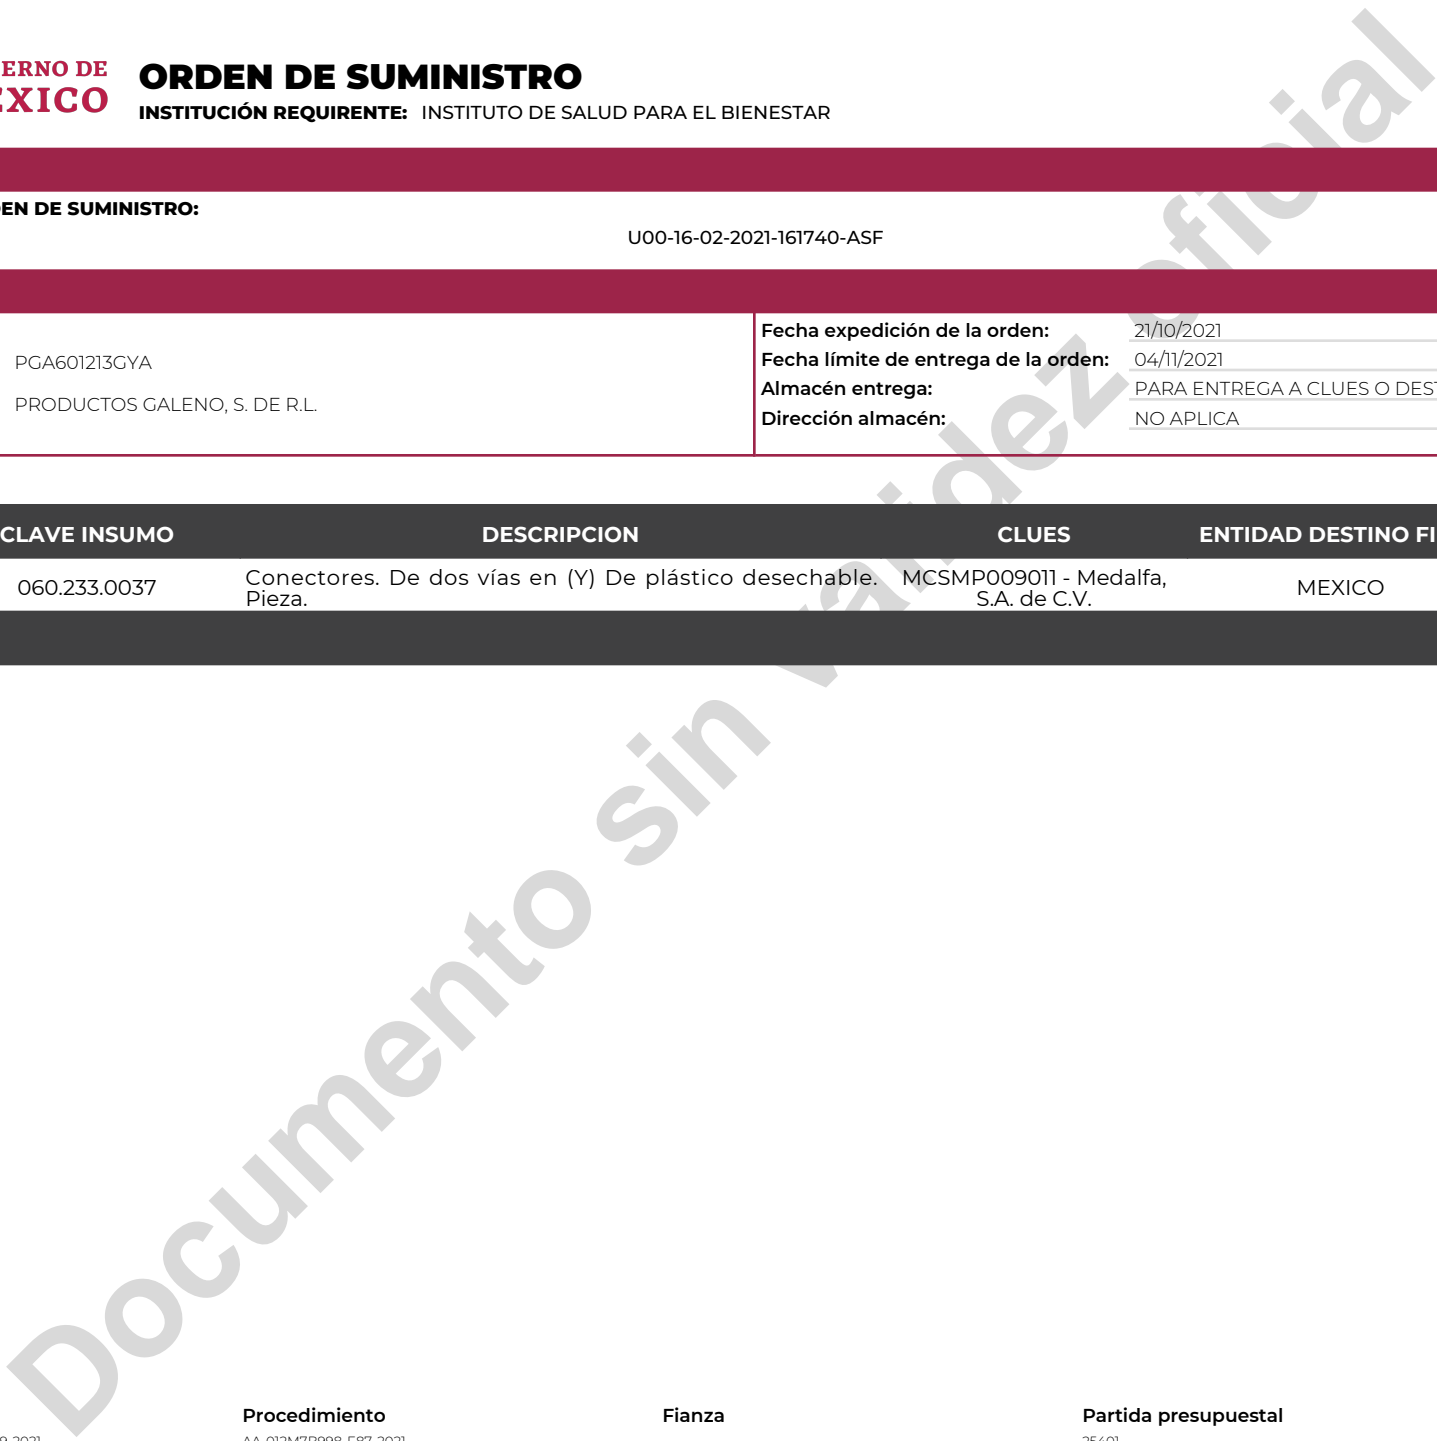 ERNO DE
EXICO
ORDEN DE SUMINISTRO
INSTITUCIÓN REQUIRENTE: INSTITUTO DE SALUD PARA EL BIENESTAR
EN DE SUMINISTRO:
U00-16-02-2021-161740-ASF
PGA601213GYA
PRODUCTOS GALENO, S. DE R.L.
Fecha expedición de la orden: 21/10/2021
Fecha límite de entrega de la orden: 04/11/2021
Almacén entrega: PARA ENTREGA A CLUES O DEST
Dirección almacén: NO APLICA
CLAVE INSUMO DESCRIPCION CLUES ENTIDAD DESTINO FI
060.233.0037 Conectores. De dos vías en (Y) De plástico desechable. MCSMP009011 - Medalfa, MEXICO
Pieza. S.A. de C.V.
Documento sin validez oficial
Procedimiento Fianza Partida presupuestal